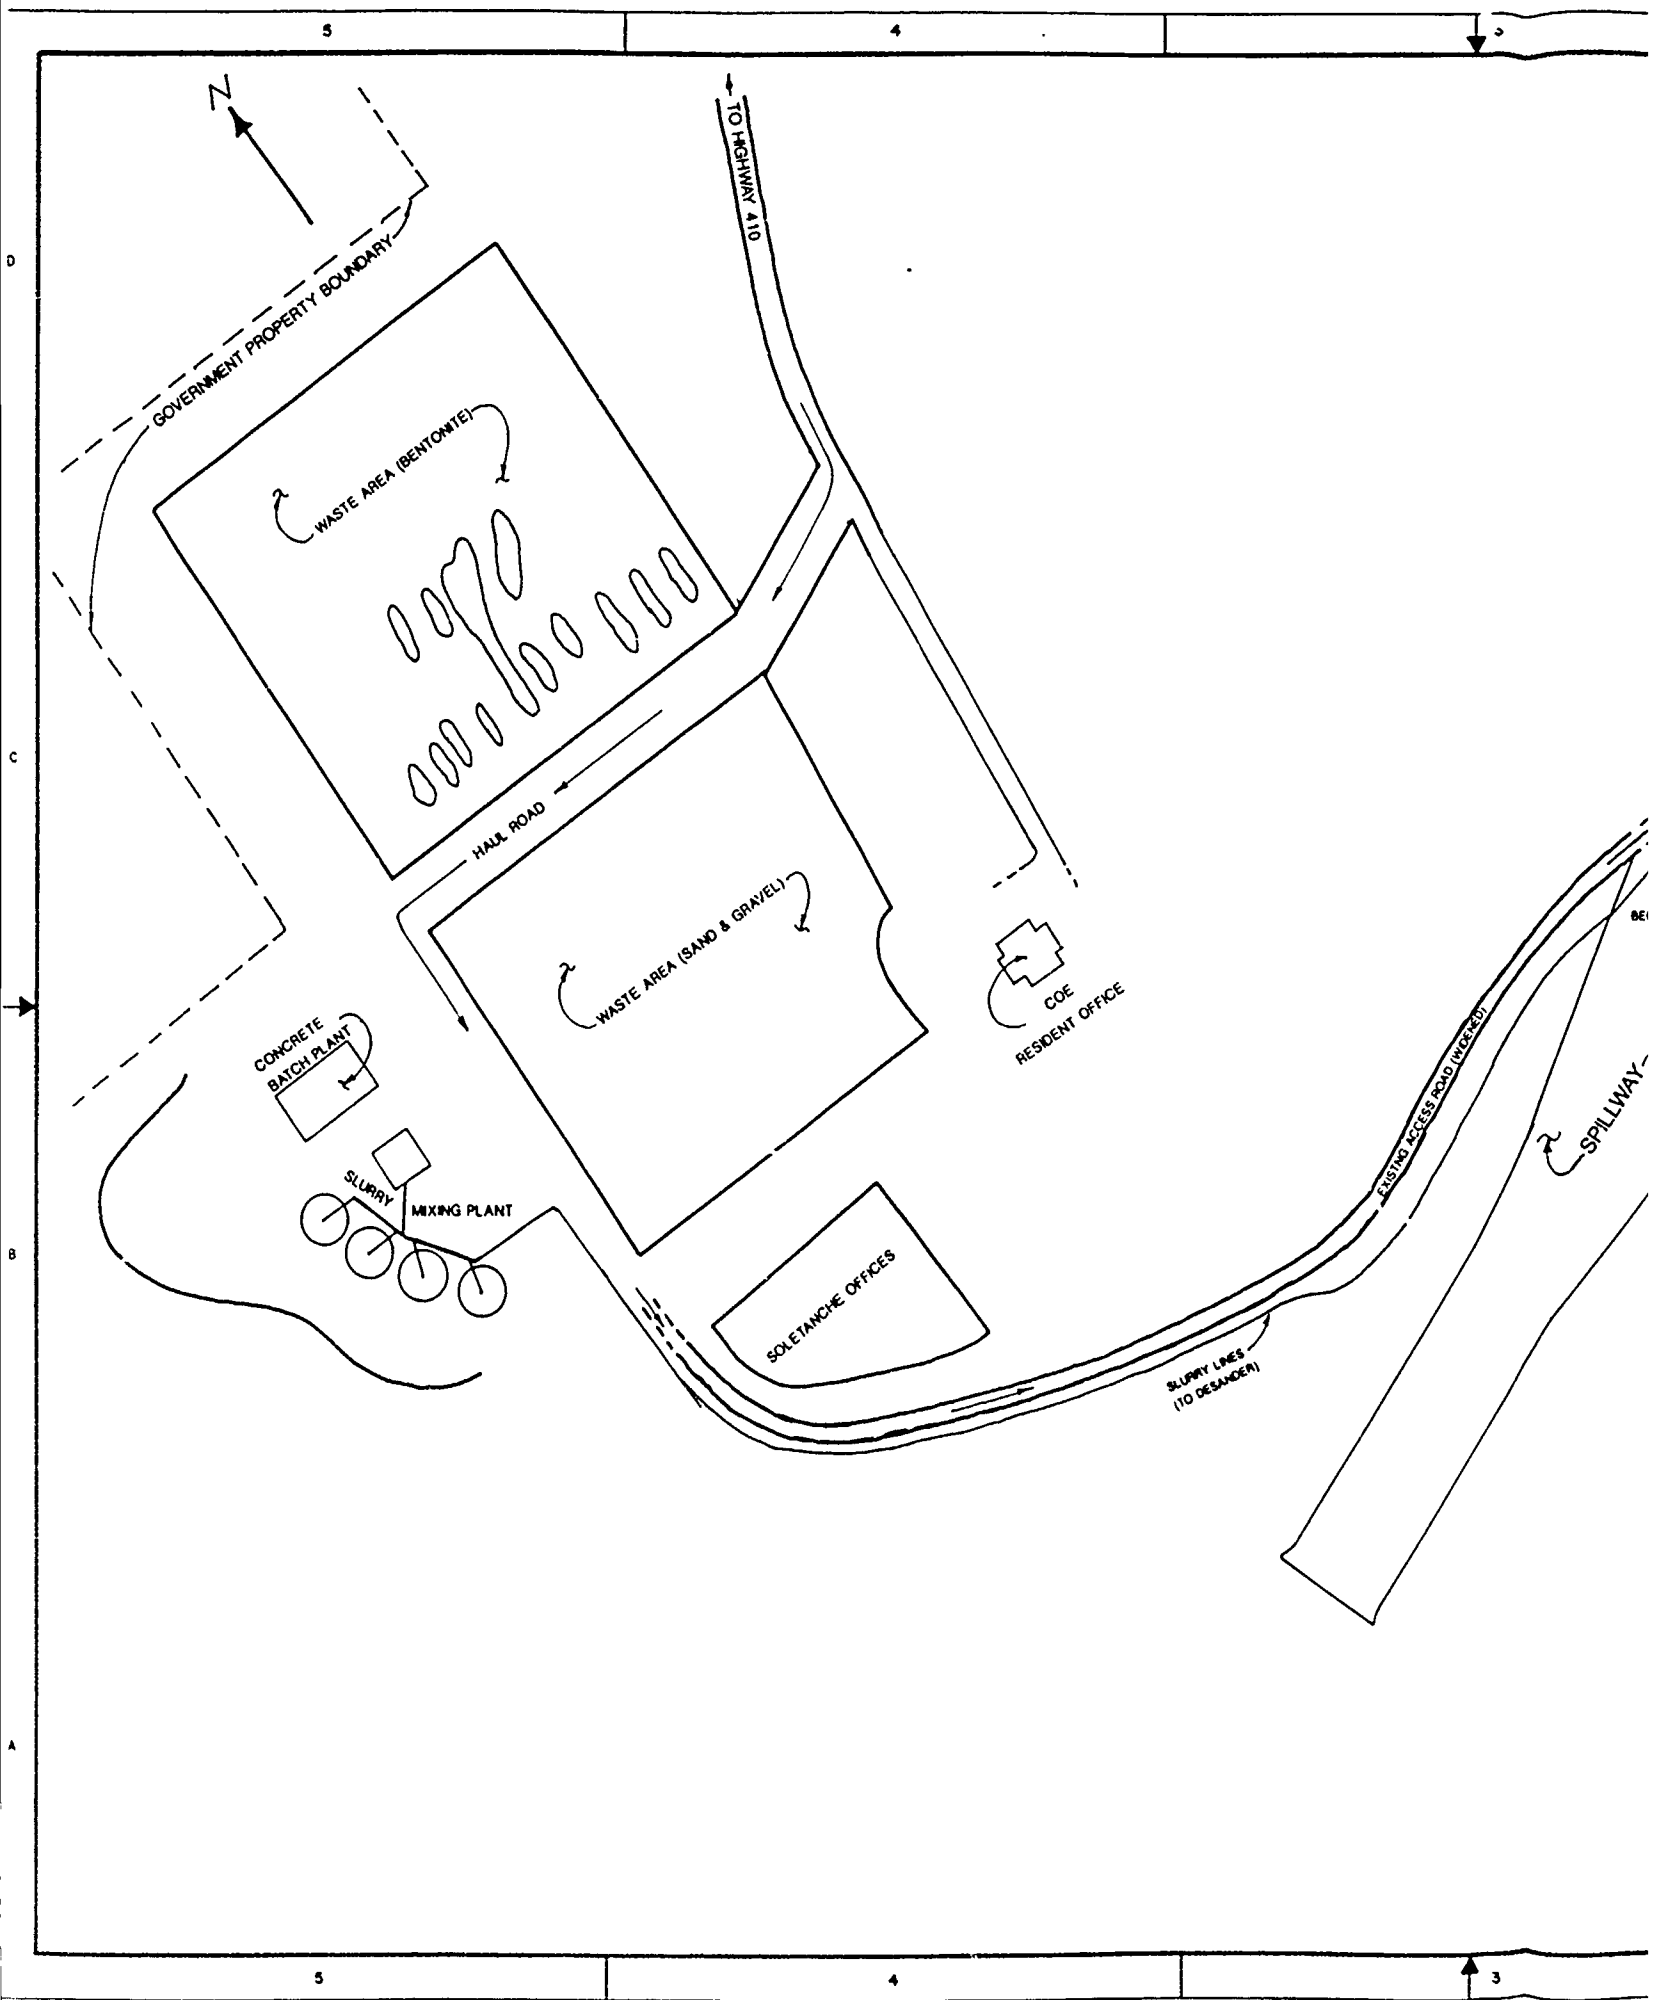 5
4
N
TO HIGHWAY 410
D
GOVERNMENT PROPERTY BOUNDARY
WASTE AREA (BENTONITE)
C
HAUL ROAD
WASTE AREA (SAND & GRAVEL)
COE
RESIDENT OFFICE
CONCRETE
BATCH PLANT
EXISTNG ACCESS ROAD (WIDENED)
SPILLWAY
SLURRY
MIXING PLANT
B
SOLETANCHE OFFICES
SLURRY LINES
(TO DESANDER)
A
5
4
3